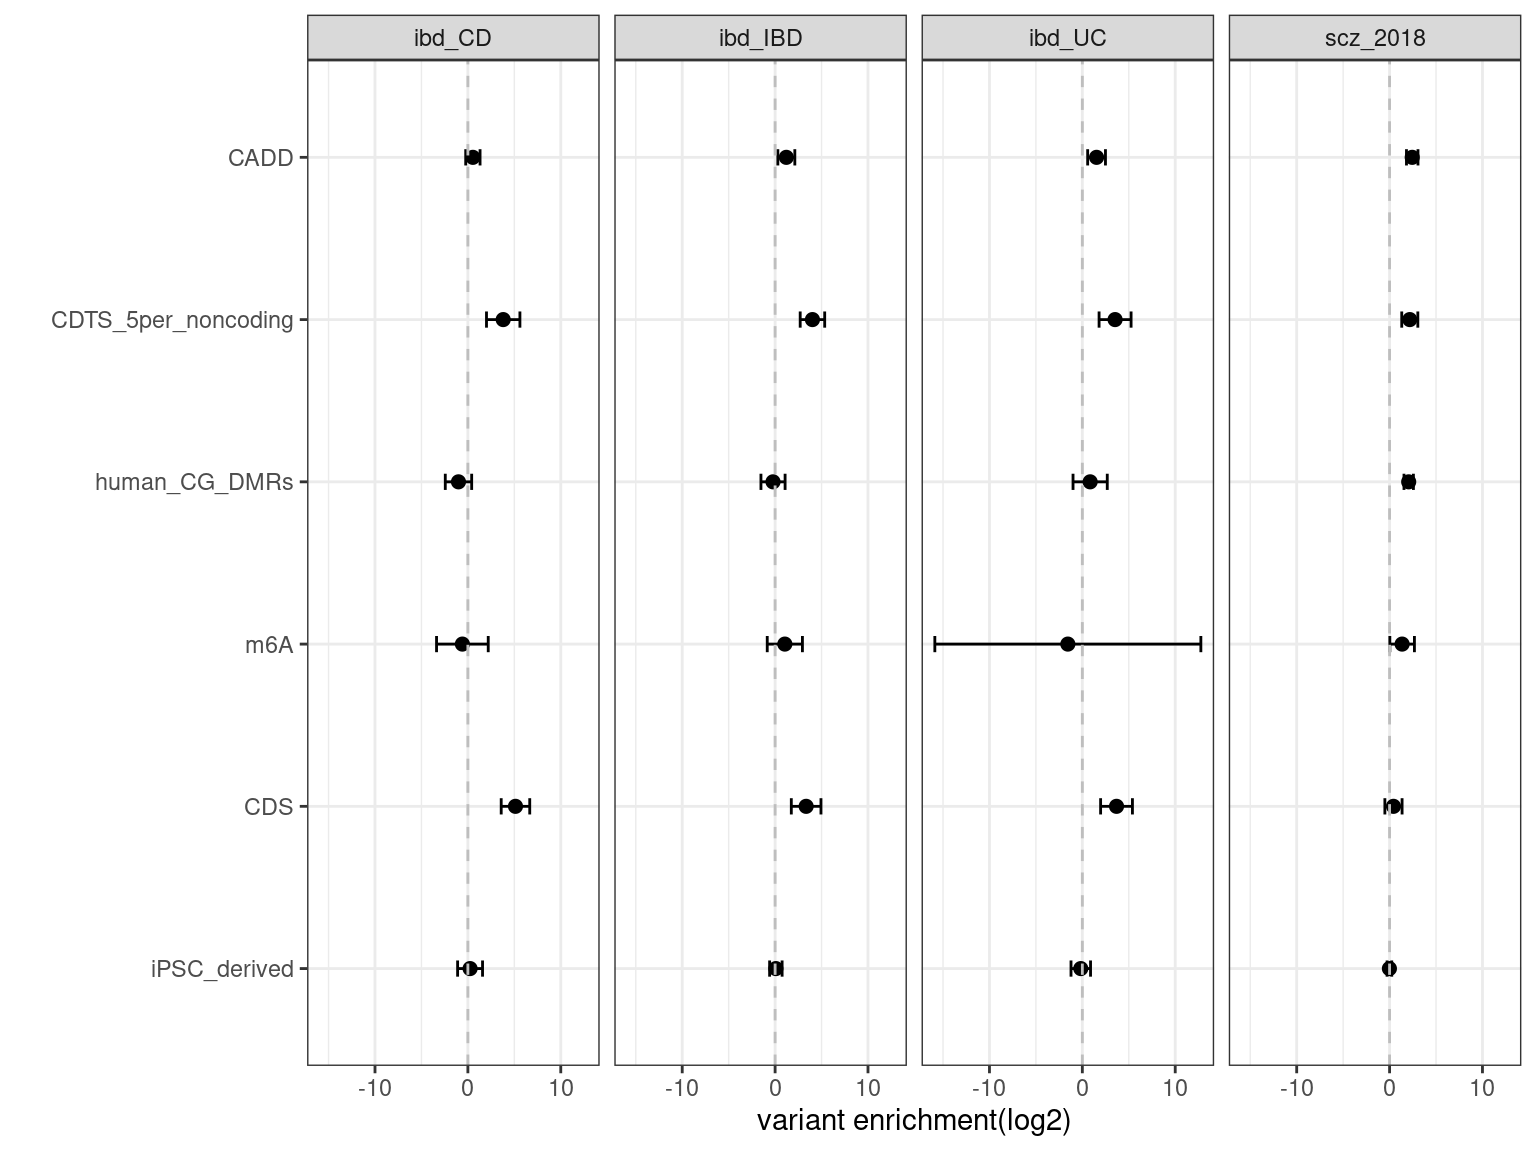 ibd_CD ibd_IBD ibd_UC scz_2018
CADD
CDTS_5per_noncoding
human_CG_DMRs
m6A
CDS
iPSC_derived
-10 0 10 -10 0 10 -10 0 10 -10 0 10
variant enrichment(log2)